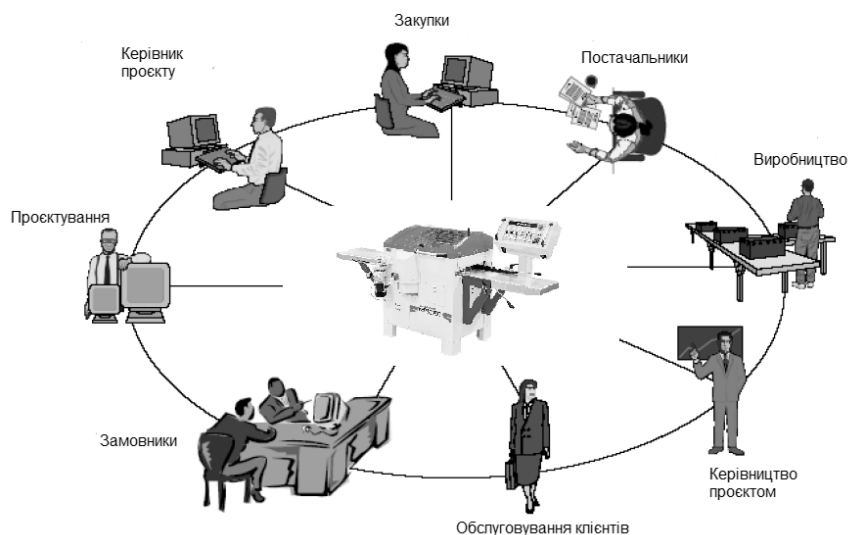 Закупки
Керівник
проєкту
Постачальники
Виробництво
Проєктування
Замовники
Керівництво
проєктом
Обслуговування клієнтів